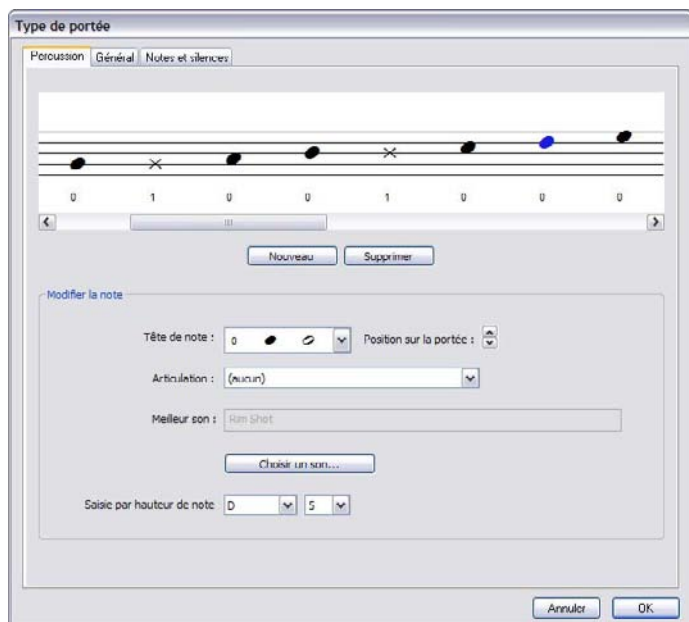 Type de portée
Percussion Général Notes et silences
0 1 0 0 1 0 0 0
Nouveau Supprimer
Modifier la note
Tête de note : 0 Position sur la portée :
Articulation : (aucun)
Meilleur son : Rim Shot
Choisir un son...
Saisie par hauteur de note D 5
Annuler OK